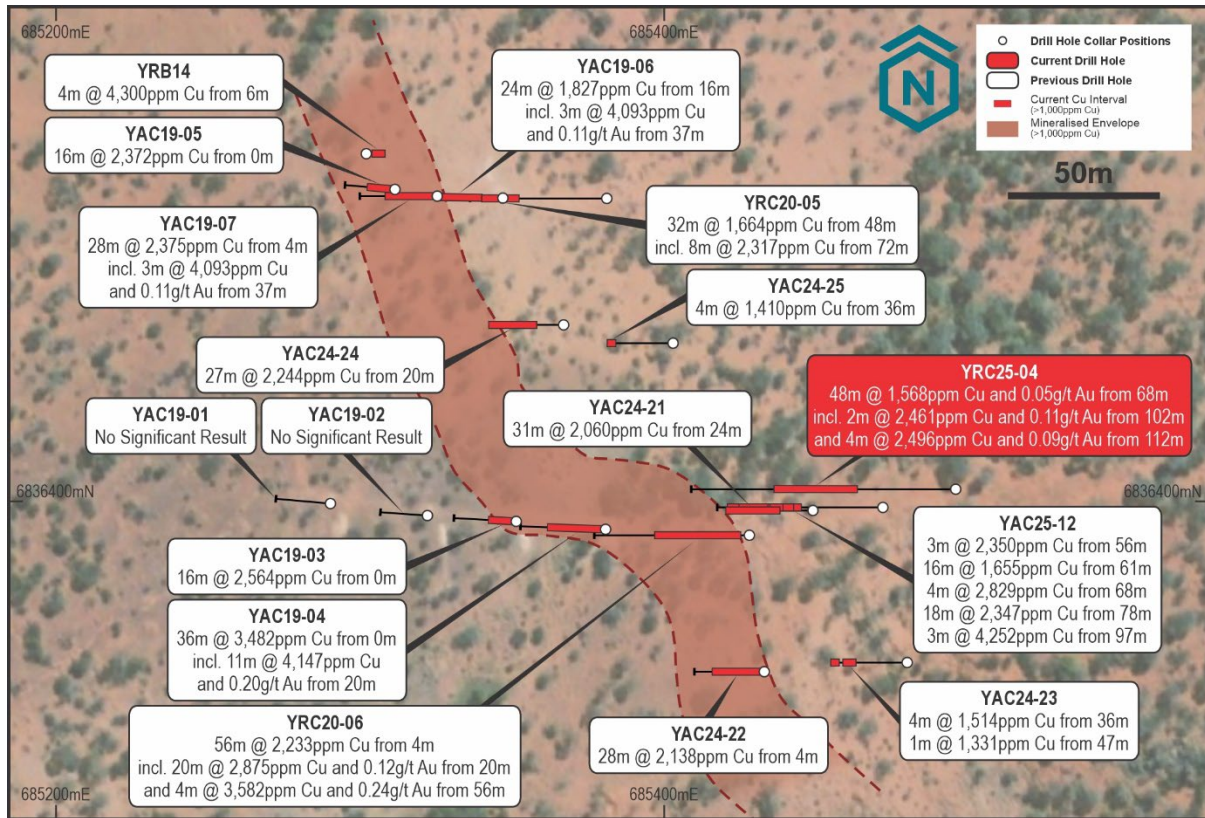 685200mE
685400mE
YRB14
4m @ 4,300ppm Cu from 6m
YAC19-05
16m @ 2,372ppm Cu from 0m
YAC19-06
24m @ 1,827ppm Cu from 16m
incl. 3m @ 4,093ppm Cu
and 0.11g/t Au from 37m
N
Drill Hole Collar Positions
Current Drill Hole
Previous Drill Hole
Current Cu Interval
(>1,000ppm Cu)
Mineralised Envelope
(>1,000ppm Cu)
50m
YAC19-07
28m @ 2,375ppm Cu from 4m
incl. 3m @ 4,093ppm Cu
and 0.11g/t Au from 37m
YRC20-05
32m @ 1,664ppm Cu from 48m
incl. 8m @ 2,317ppm Cu from 72m
YAC24-25
4m @ 1,410ppm Cu from 36m
YAC24-24
27m @ 2,244ppm Cu from 20m
YRC25-04
48m @ 1,568ppm Cu and 0.05g/t Au from 68m
incl. 2m @ 2,461ppm Cu and 0.11g/t Au from 102m
and 4m @ 2,496ppm Cu and 0.09g/t Au from 112m
YAC19-01
No Significant Result
YAC19-02
No Significant Result
YAC24-21
31m @ 2,060ppm Cu from 24m
6836400mN
6836400mN
YAC19-03
16m @ 2,564ppm Cu from 0m
YAC25-12
3m @ 2,350ppm Cu from 56m
16m @ 1,655ppm Cu from 61m
4m @ 2,829ppm Cu from 68m
18m @ 2,347ppm Cu from 78m
3m @ 4,252ppm Cu from 97m
YAC19-04
36m @ 3,482ppm Cu from 0m
incl. 11m @ 4,147ppm Cu
and 0.20g/t Au from 20m
YRC20-06
56m @ 2,233ppm Cu from 4m
incl. 20m @ 2,875ppm Cu and 0.12g/t Au from 20m
and 4m @ 3,582ppm Cu and 0.24g/t Au from 56m
YAC24-22
28m @ 2,138ppm Cu from 4m
YAC24-23
4m @ 1,514ppm Cu from 36m
1m @ 1,331ppm Cu from 47m
685200mE
685400mE